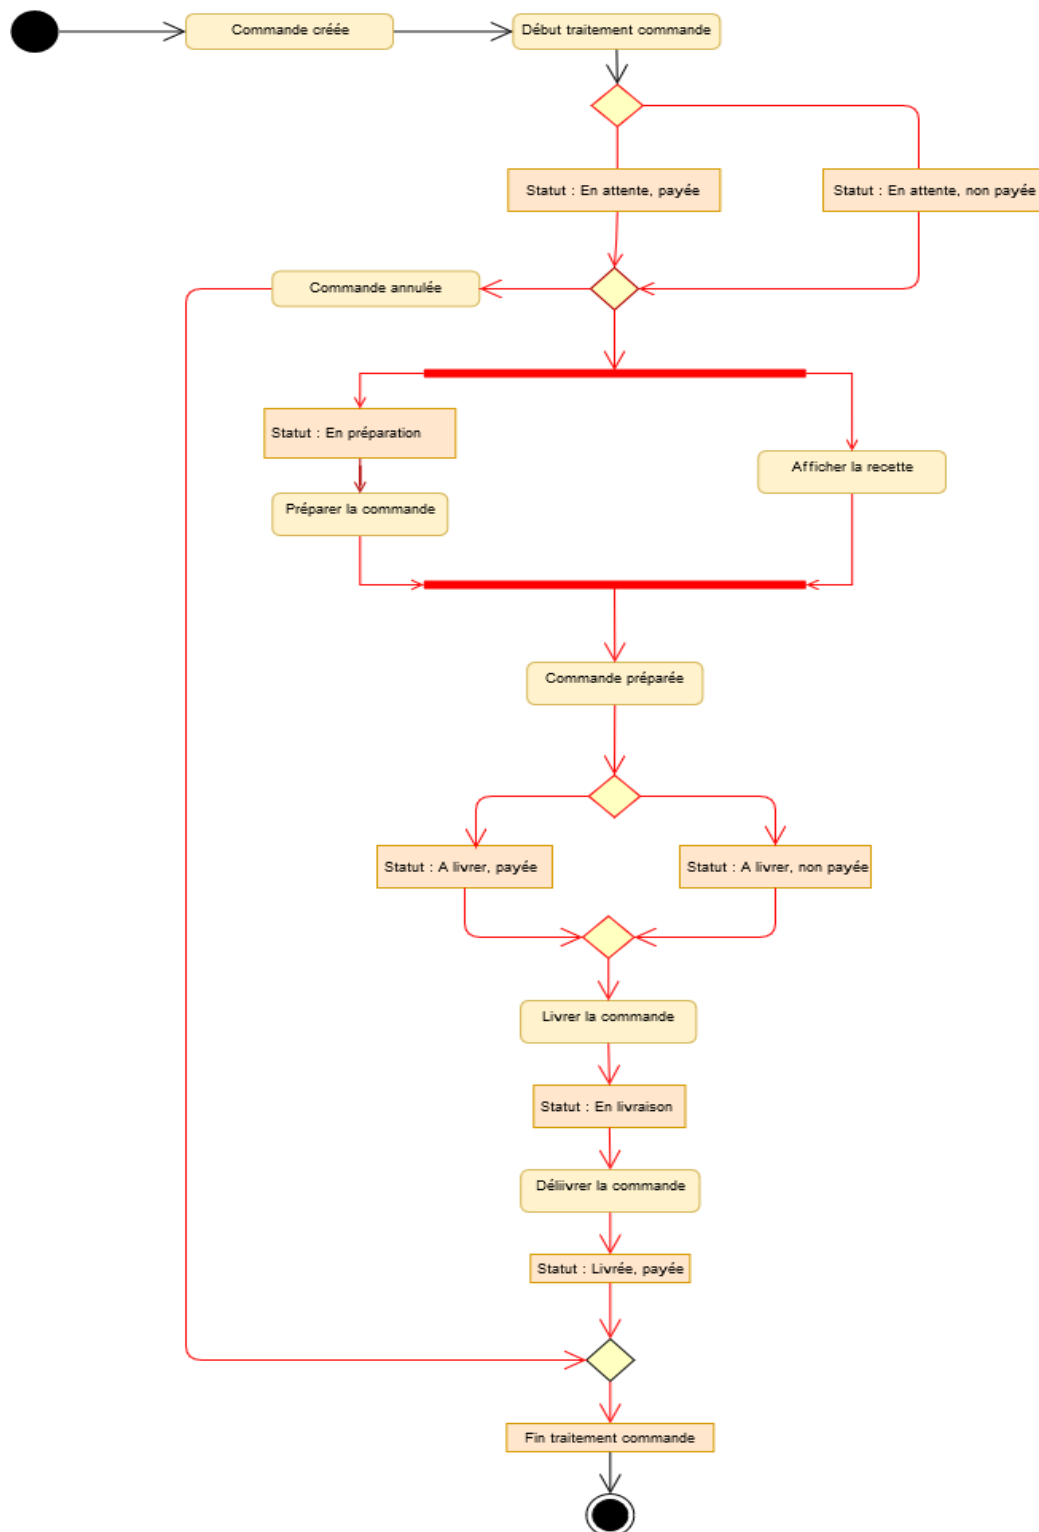 Commande créée
Début traitement commande
Statut : En attente, payée
Statut : En attente, non payée
Commande annulée
Statut : En préparation
Afficher la recette
Préparer la commande
Commande préparée
Statut : A livrer, payée
Statut : A livrer, non payée
Livrer la commande
Statut : En livraison
Déliivrer la commande
Statut : Livrée, payée
Fin traitement commande